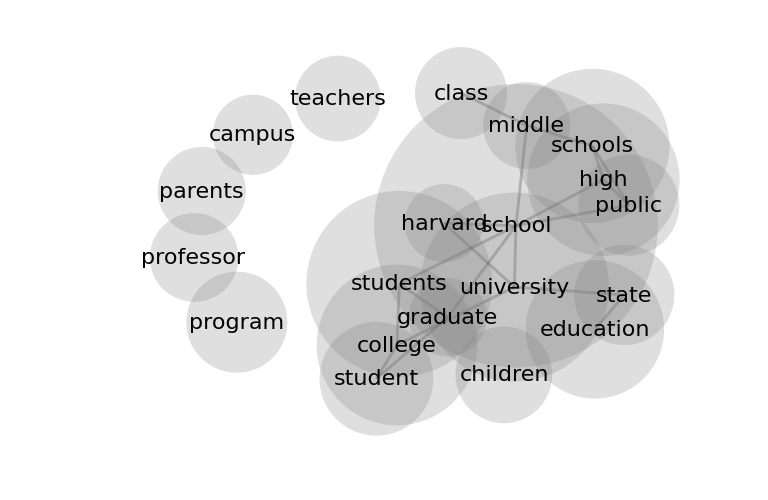 class
teachers
middle
campus
schools
high
parents
public
harvard
school
professor
students
university
state
graduate
program
education
college
children
student